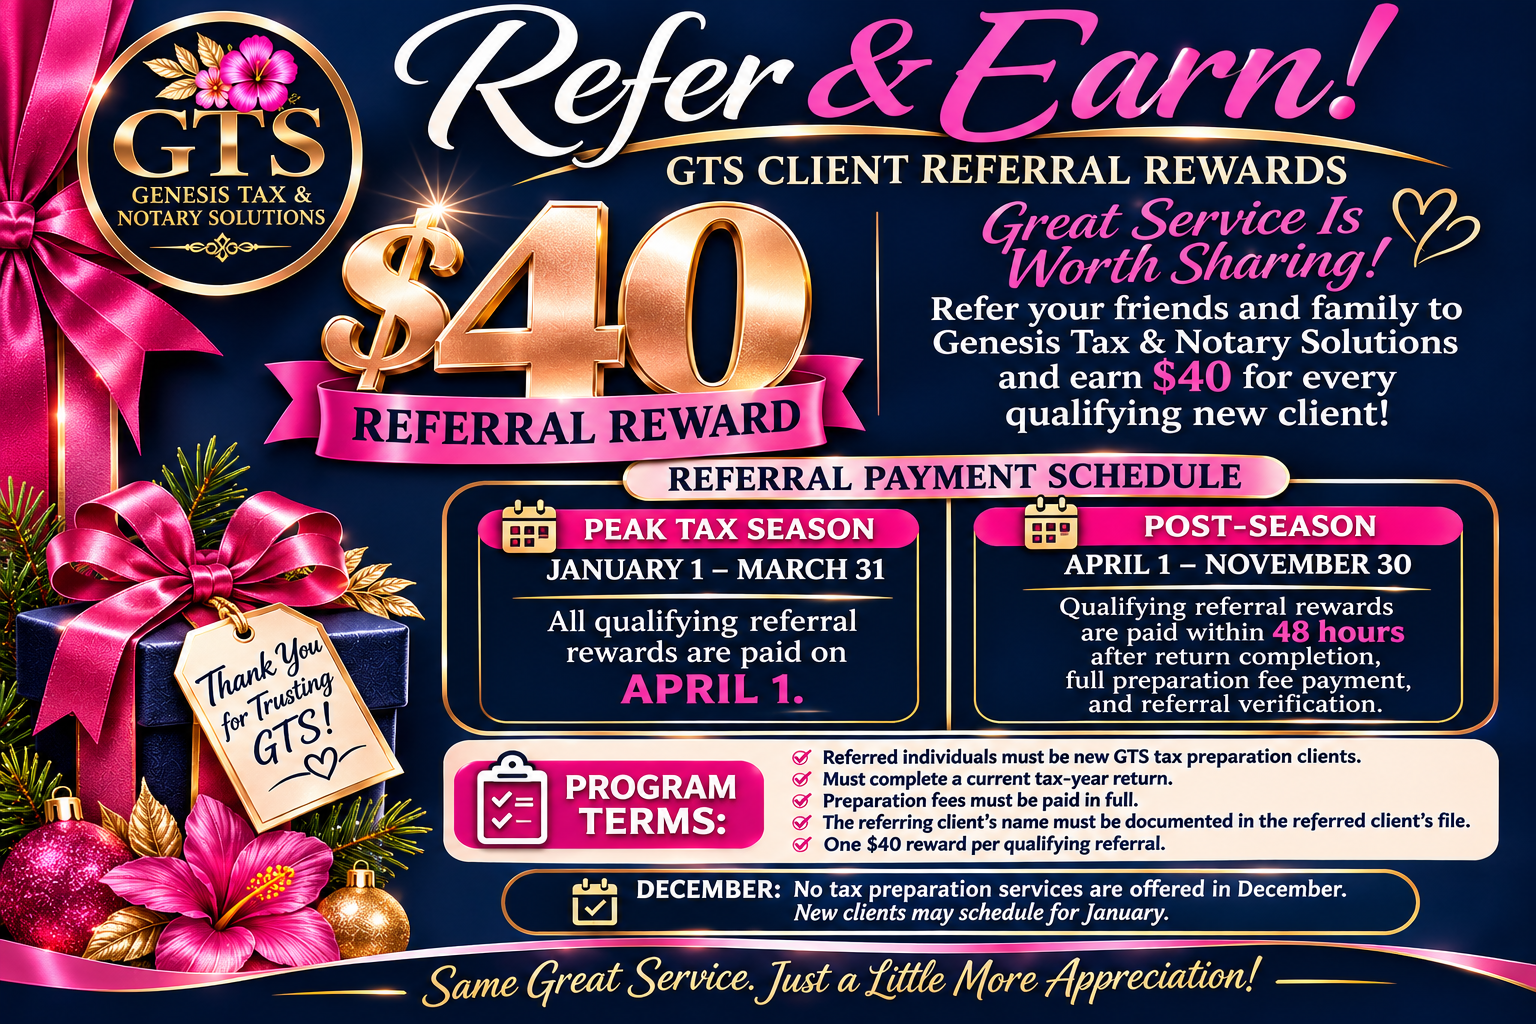 GTS
GENESIS TAX &
NOTARY SOLUTIONS
Refer & Earn!
GTS CLIENT REFERRAL REWARDS
$40
REFERRAL REWARD
Great Service Is
Worth Sharing!
Refer your friends and family to
Genesis Tax & Notary Solutions
and earn $40 for every
qualifying new client!
REFERRAL PAYMENT SCHEDULE
PEAK TAX SEASON
JANUARY 1 – MARCH 31
All qualifying referral
rewards are paid on
APRIL 1.
POST-SEASON
APRIL 1 – NOVEMBER 30
Qualifying referral rewards
are paid within 48 hours
after return completion,
full preparation fee payment,
and referral verification.
Thank You
for Trusting
GTS!
PROGRAM
TERMS:
Referred individuals must be new GTS tax preparation clients.
Must complete a current tax-year return.
Preparation fees must be paid in full.
The referring client's name must be documented in the referred client's file.
One $40 reward per qualifying referral.
DECEMBER: No tax preparation services are offered in December.
New clients may schedule for January.
Same Great Service. Just a Little More Appreciation!